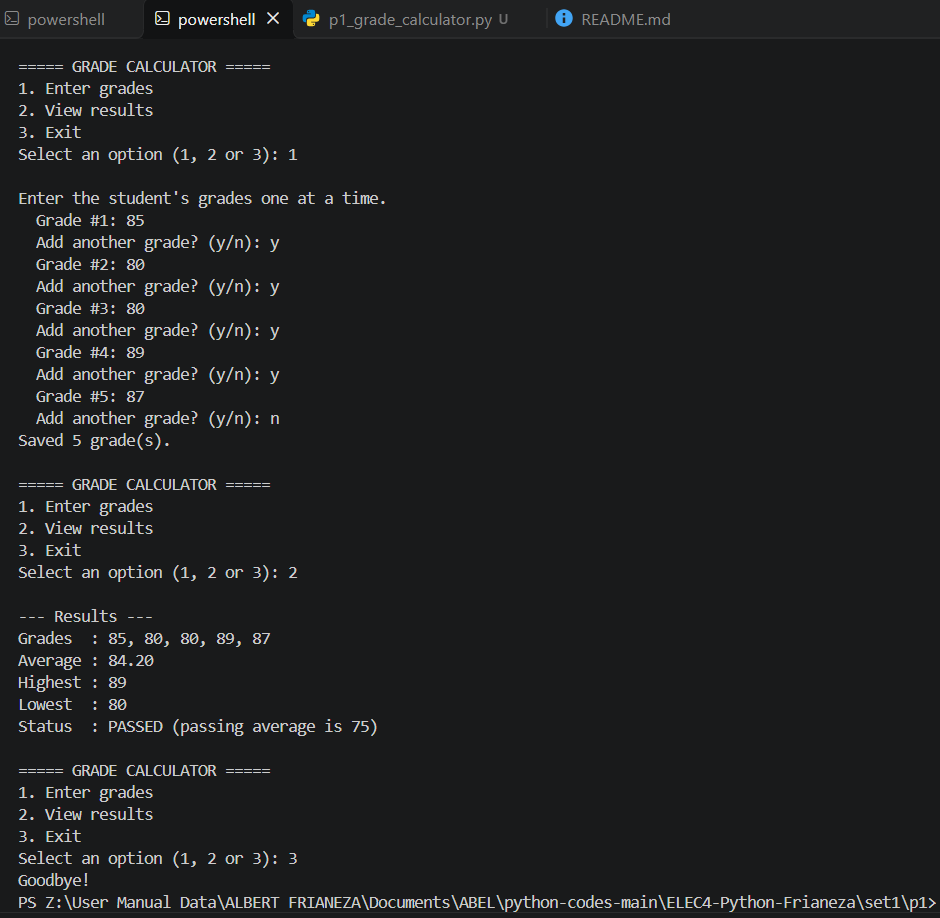 powershell
powershell
p1_grade_calculator.py U
README.md
===== GRADE CALCULATOR =====
1. Enter grades
2. View results
3. Exit
Select an option (1, 2 or 3): 1
Enter the student's grades one at a time.
Grade #1: 85
Add another grade? (y/n): y
Grade #2: 80
Add another grade? (y/n): y
Grade #3: 80
Add another grade? (y/n): y
Grade #4: 89
Add another grade? (y/n): y
Grade #5: 87
Add another grade? (y/n): n
Saved 5 grade(s).
===== GRADE CALCULATOR =====
1. Enter grades
2. View results
3. Exit
Select an option (1, 2 or 3): 2
--- Results ---
Grades  : 85, 80, 80, 89, 87
Average : 84.20
Highest : 89
Lowest  : 80
Status  : PASSED (passing average is 75)
===== GRADE CALCULATOR =====
1. Enter grades
2. View results
3. Exit
Select an option (1, 2 or 3): 3
Goodbye!
PS Z:\User Manual Data\ALBERT FRIANEZA\Documents\ABEL\python-codes-main\ELEC4-Python-Frianeza\set1\p1>